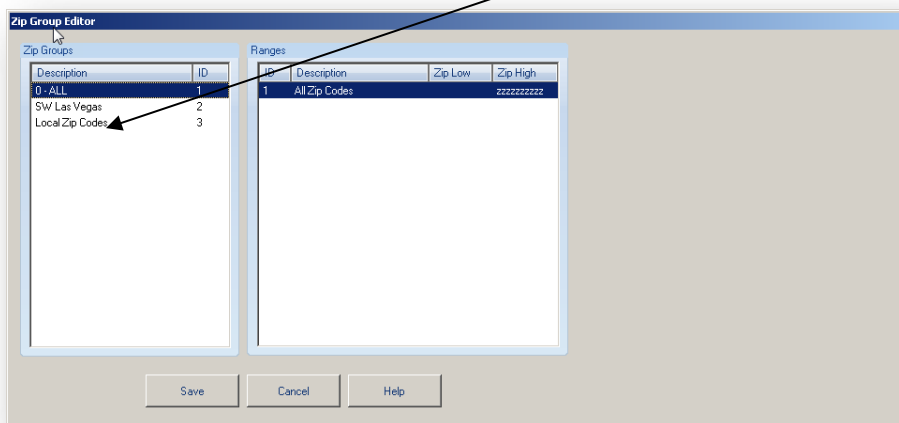 Zip Group Editor
Zip Groups
Ranges
Description ID
ID Description Zip Low Zip High
0 - ALL 1
1 All Zip Codes zzzzzzzzzz
SW Las Vegas 2
Local Zip Codes 3
Save Cancel Help